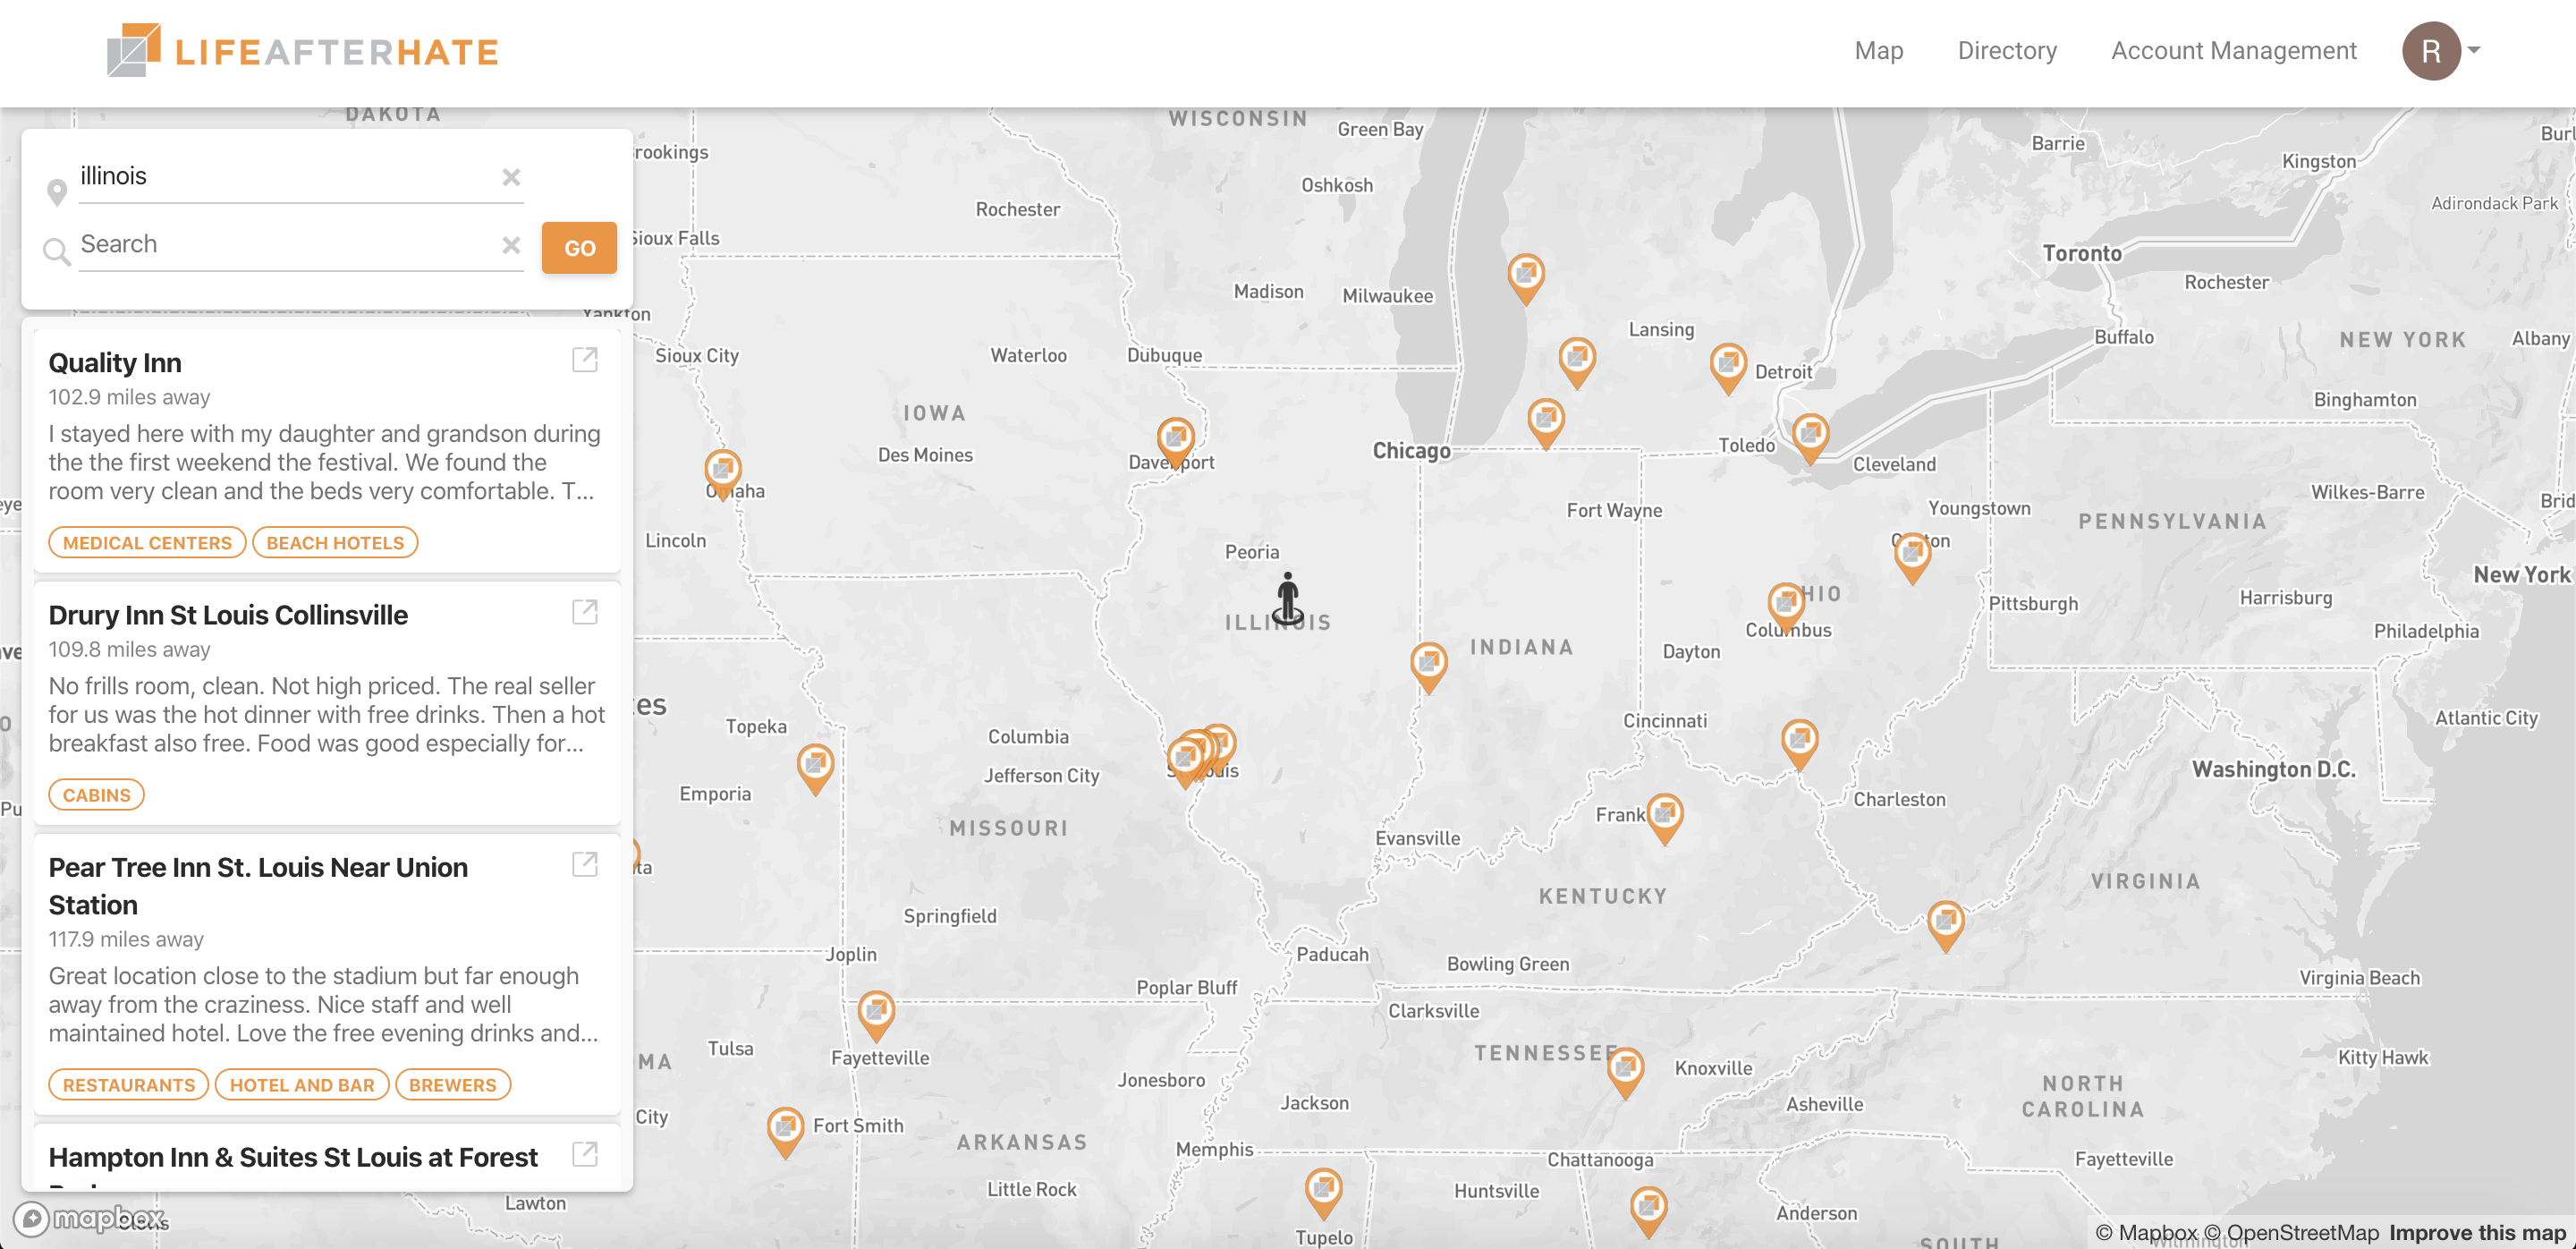 LIFEAFTERHATE
Map
Directory
Account Management
R
illinois
Search
GO
Quality Inn
102.9 miles away
I stayed here with my daughter and grandson during
the the first weekend the festival. We found the
room very clean and the beds very comfortable. T...
MEDICAL CENTERS
BEACH HOTELS
Drury Inn St Louis Collinsville
109.8 miles away
No frills room, clean. Not high priced. The real seller
for us was the hot dinner with free drinks. Then a hot
breakfast also free. Food was good especially for...
CABINS
Pear Tree Inn St. Louis Near Union
Station
117.9 miles away
Great location close to the stadium but far enough
away from the craziness. Nice staff and well
maintained hotel. Love the free evening drinks and...
RESTAURANTS
HOTEL AND BAR
BREWERS
Hampton Inn & Suites St Louis at Forest
mapbox
DAKOTA
WISCONSIN
Green Bay
Barrie
Kingston
rookings
Oshkosh
Adirondack Park
Rochester
Sioux Falls
Toronto
Rochester
Madison
Milwaukee
Yankton
Lansing
Buffalo
NEW YORK
Albany
Sioux City
Waterloo
Dubuque
Detroit
Binghamton
IOWA
Des Moines
Davenport
Chicago
Toledo
Cleveland
Omaha
Wilkes-Barre
Brid
Fort Wayne
Youngstown
PENNSYLVANIA
Lincoln
Peoria
New York
ILLINOIS
Pittsburgh
Harrisburg
Columbus
Philadelphia
INDIANA
Dayton
Topeka
Columbia
Cincinnati
Atlantic City
Jefferson City
Emporia
Washington D.C.
Charleston
Frank
Evansville
MISSOURI
VIRGINIA
KENTUCKY
Springfield
Joplin
Paducah
Bowling Green
Virginia Beach
Poplar Bluff
Clarksville
Tulsa
Fayetteville
TENNESSEE
Knoxville
Kitty Hawk
Jonesboro
Jackson
NORTH
CAROLINA
Asheville
City
Fort Smith
ARKANSAS
Memphis
Chattanooga
Fayetteville
Little Rock
Huntsville
Lawton
Anderson
Tupelo
SOUTH
Wilmington
© Mapbox © OpenStreetMap Improve this map